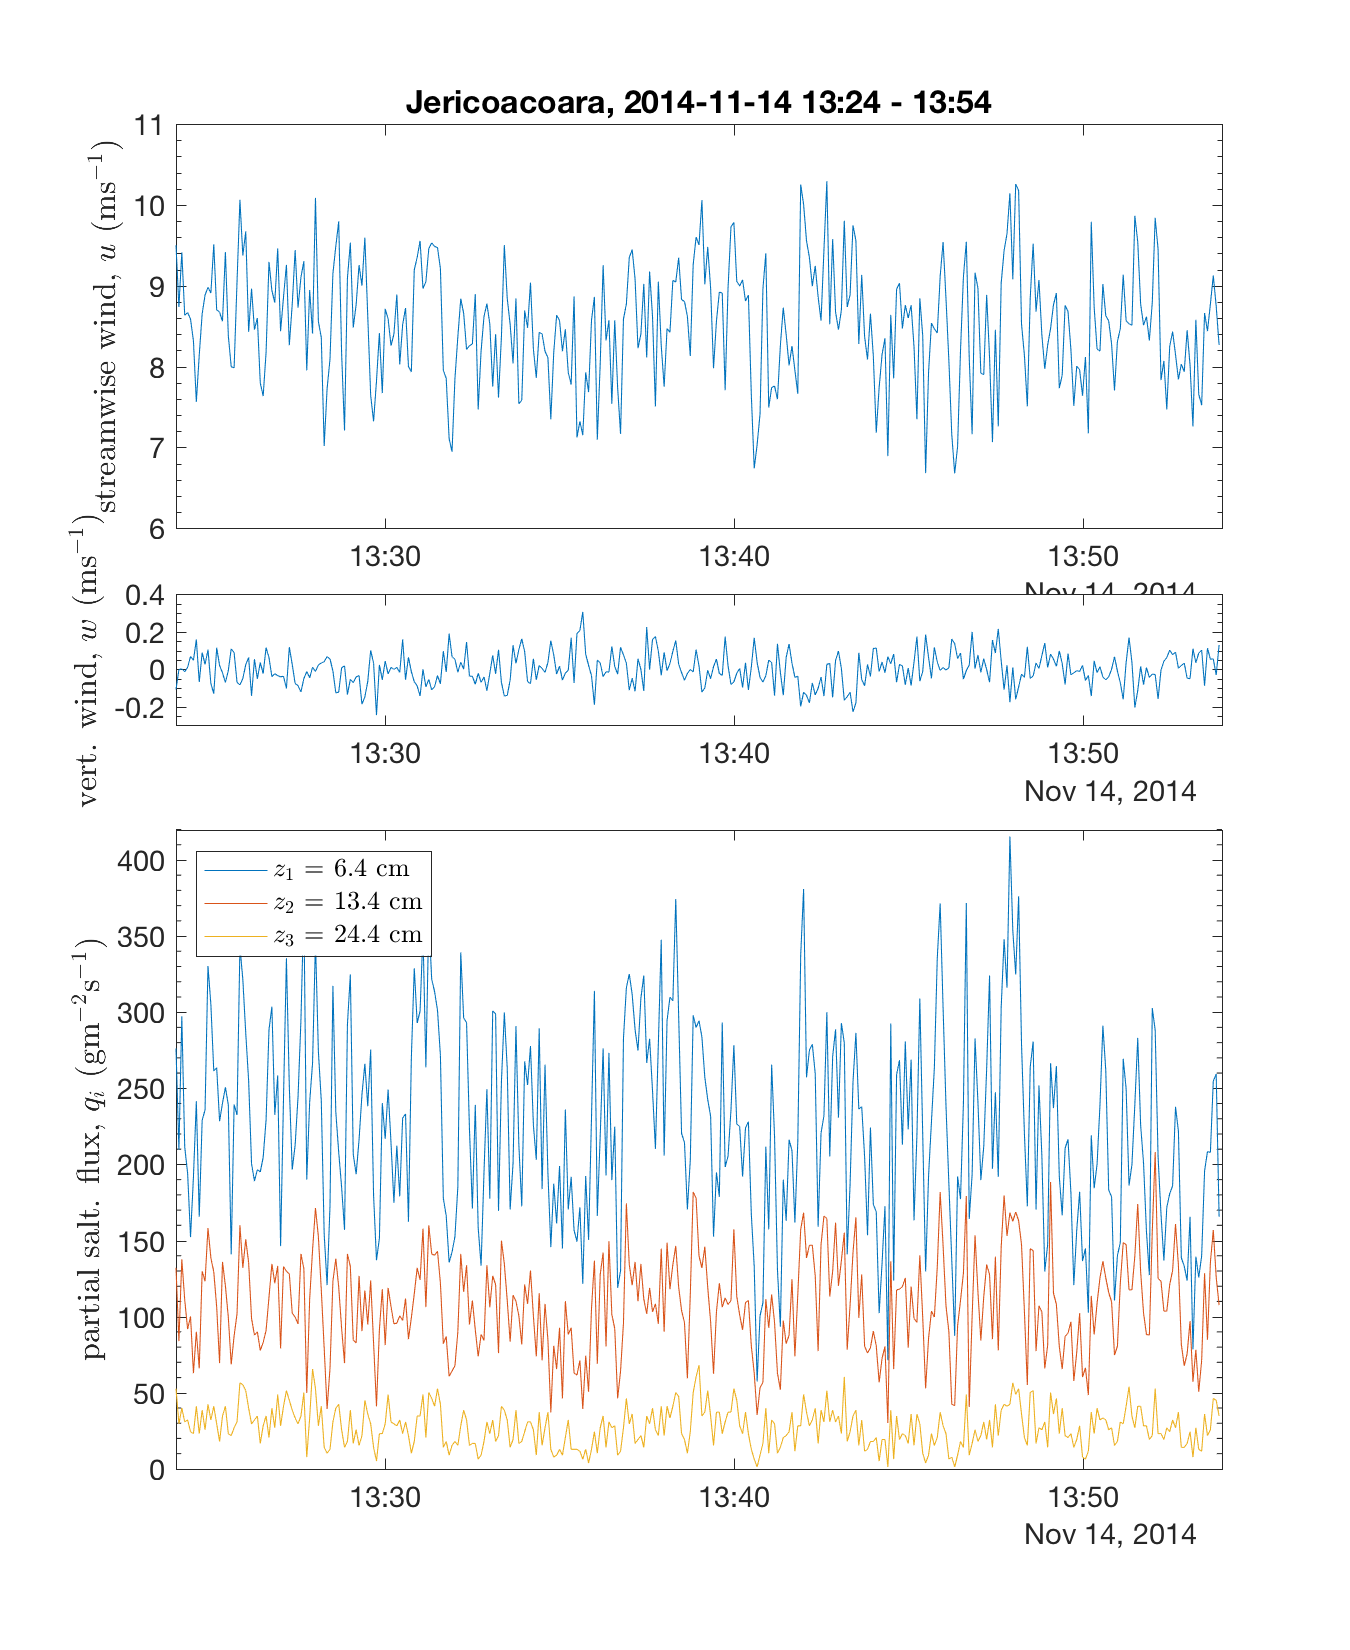 Jericoacoara, 2014-11-14 13:24 - 13:54
streamwise wind, u (ms⁻¹)
11
10
9
8
7
6
13:30 13:40 13:50
Nov 14, 2014
vert. wind, w (ms⁻¹)
0.4
0.2
0
-0.2
13:30 13:40 13:50
Nov 14, 2014
partial salt. flux, qᵢ (gm⁻²s⁻¹)
400
350
300
250
200
150
100
50
0
z₁ = 6.4 cm
z₂ = 13.4 cm
z₃ = 24.4 cm
13:30 13:40 13:50
Nov 14, 2014